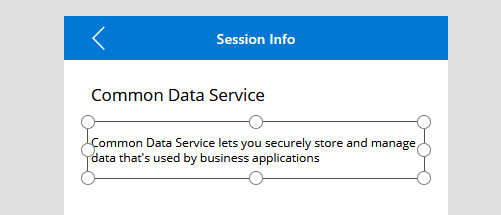 Session Info
Common Data Service
Common Data Service lets you securely store and manage
data that's used by business applications